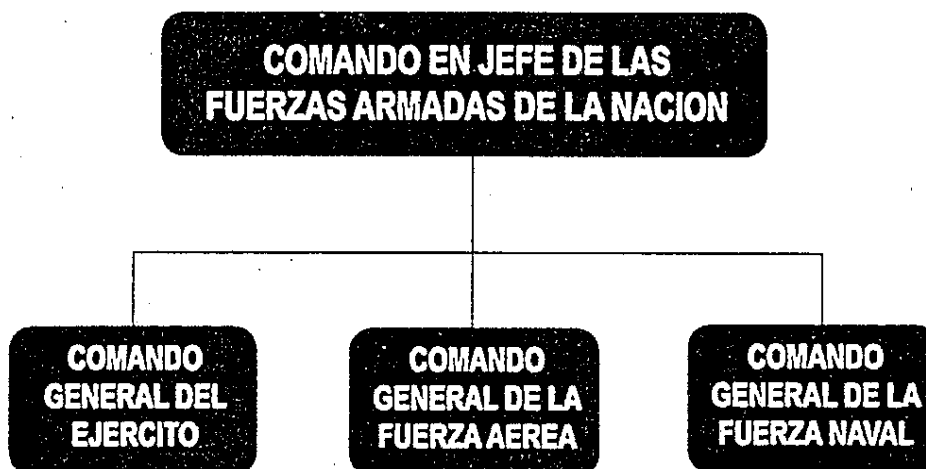 COMANDO EN JEFE DE LAS
FUERZAS ARMADAS DE LA NACION
COMANDO
GENERAL DEL
EJERCITO
COMANDO
GENERAL DE LA
FUERZA AEREA
COMANDO
GENERAL DE LA
FUERZA NAVAL